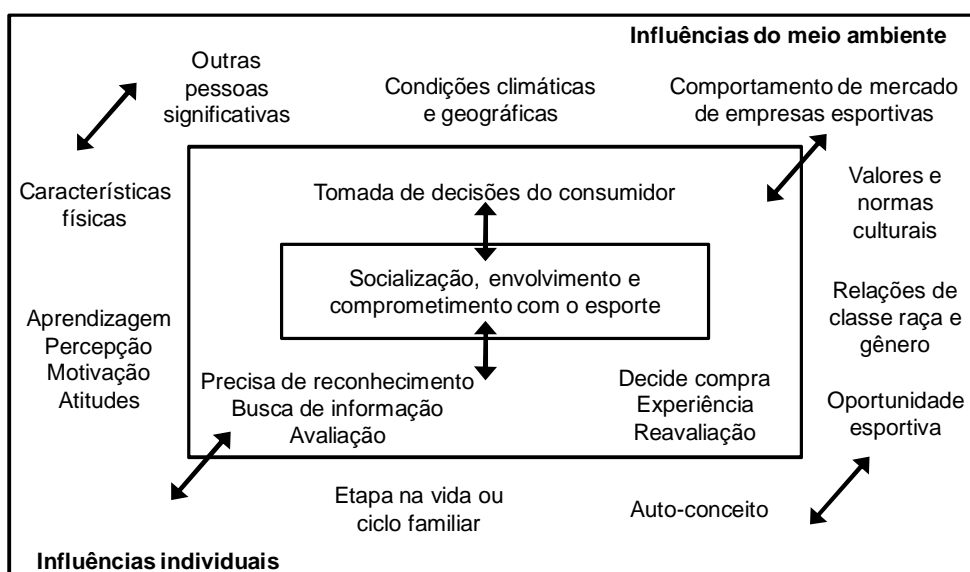 Influências do meio ambiente
Outras
pessoas
significativas
Condições climáticas
e geográficas
Comportamento de mercado
de empresas esportivas
Características
físicas
Tomada de decisões do consumidor
Valores e
normas
culturais
Socialização, envolvimento e
comprometimento com o esporte
Aprendizagem
Percepção
Motivação
Atitudes
Relações de
classe raça e
gênero
Precisa de reconhecimento
Busca de informação
Avaliação
Decide compra
Experiência
Reavaliação
Oportunidade
esportiva
Etapa na vida ou
ciclo familiar
Auto-conceito
Influências individuais